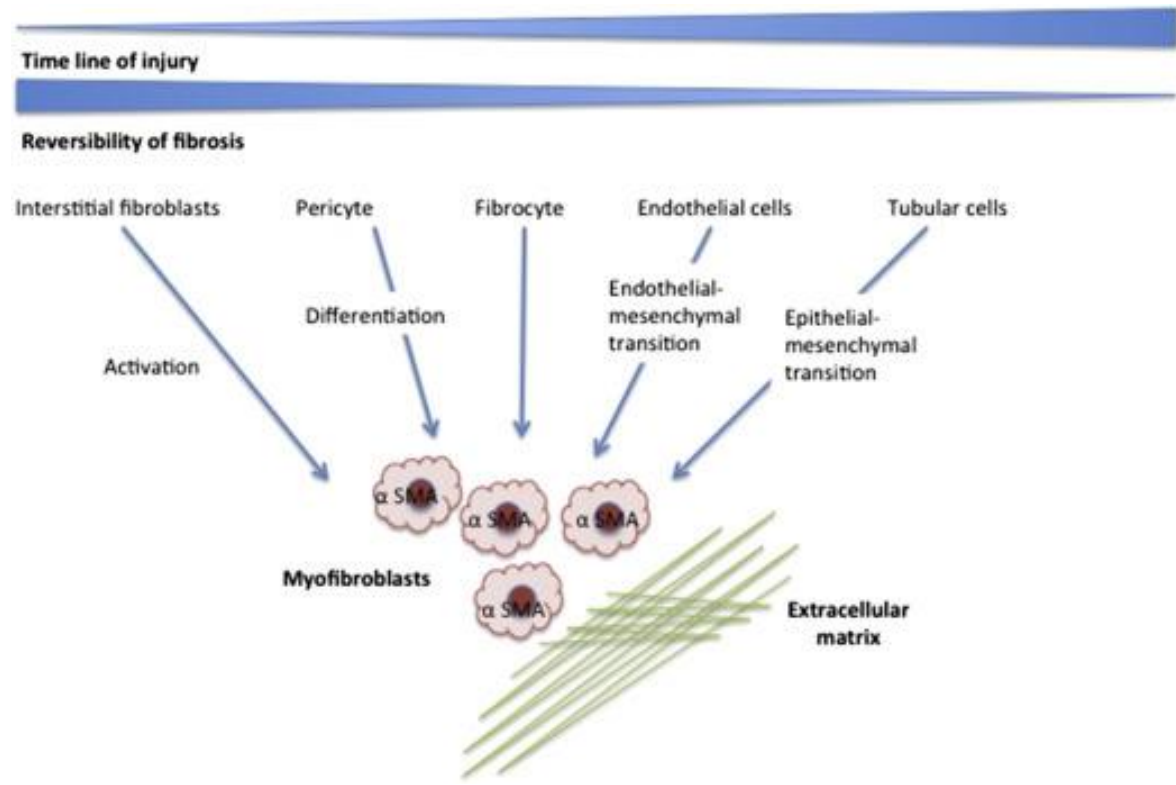 Time line of injury
Reversibility of fibrosis
Interstitial fibroblasts
Pericyte
Fibrocyte
Endothelial cells
Tubular cells
Activation
Differentiation
Endothelial-
mesenchymal
transition
Epithelial-
mesenchymal
transition
α SMA
α SMA
α SMA
α SMA
Myofibroblasts
Extracellular
matrix